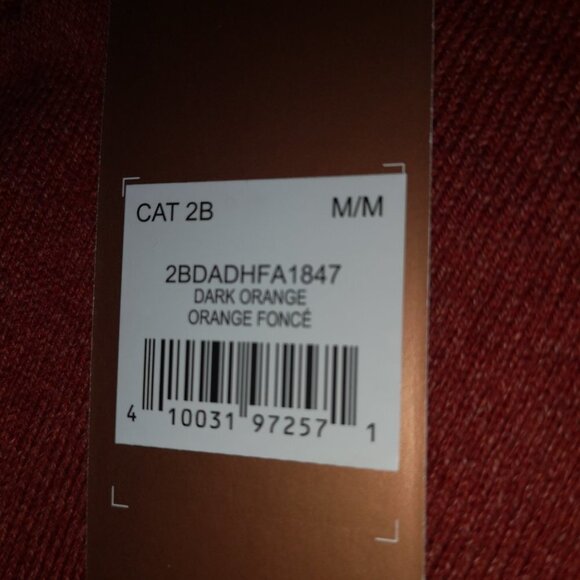 CAT 2B M/M
2BDADHFA1847
DARK ORANGE
ORANGE FONCÉ
4 10031 97257 1